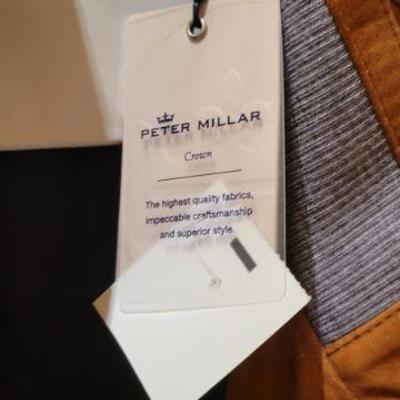 PETER MILLAR
Crown
The highest quality fabrics,
impeccable craftsmanship
and superior style.